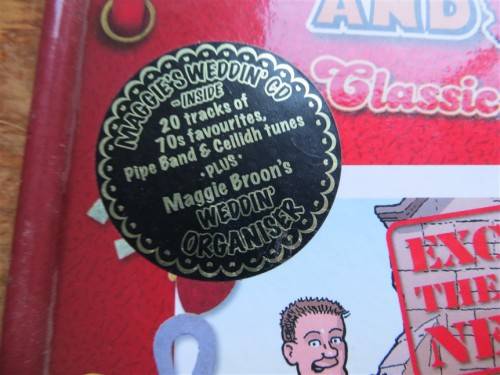 AND
Classic
MAGGIE'S WEDDIN' CD
-INSIDE
20 tracks of
70s favourites,
Pipe Band & Ceilidh tunes
·PLUS·
Maggie Broon's
WEDDIN'
ORGANISER
EXC
THE
NE